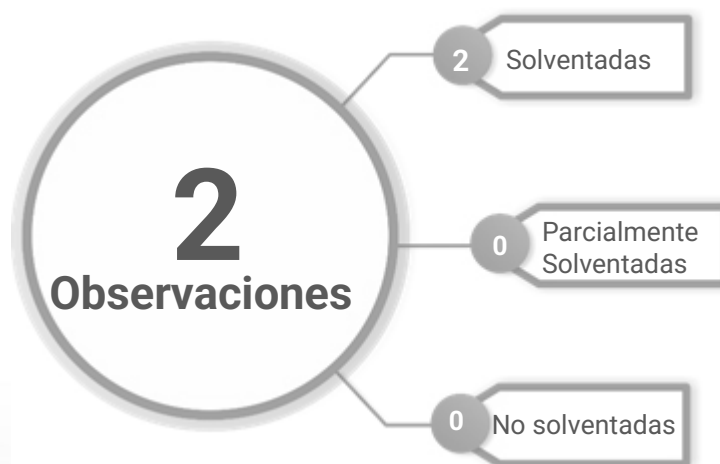 2
Observaciones
2
Solventadas
0
Parcialmente
Solventadas
0
No solventadas